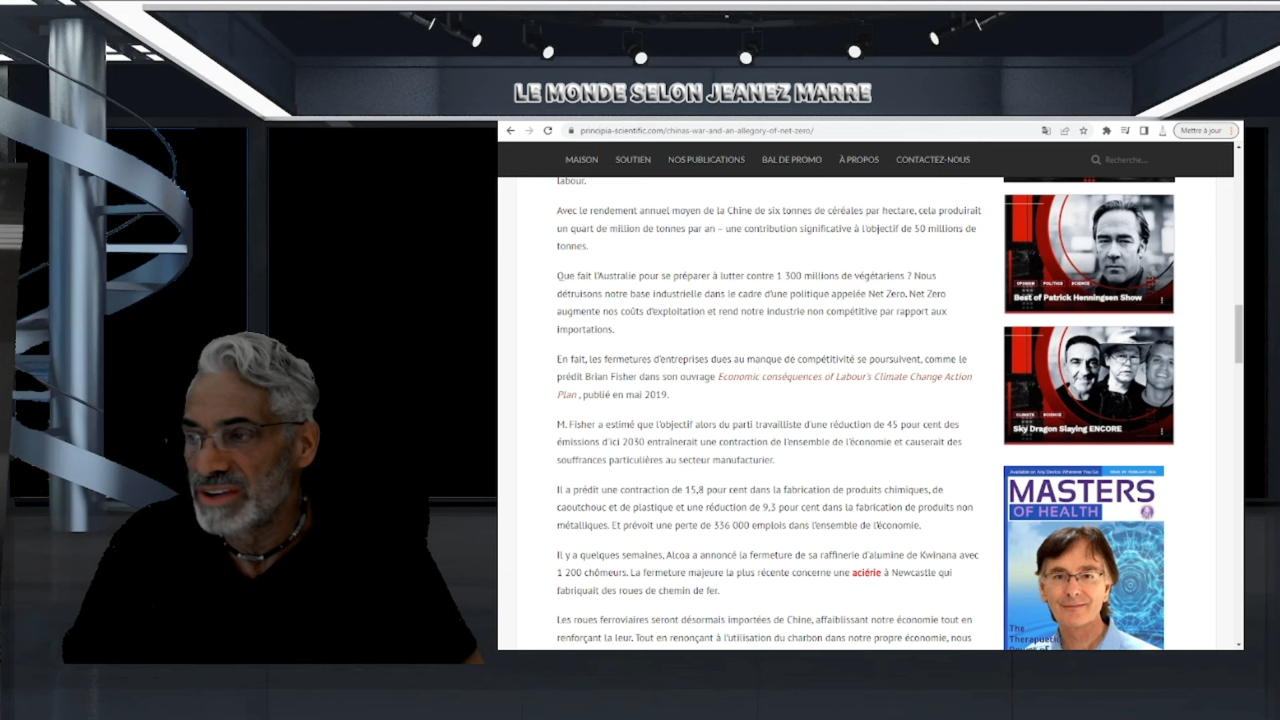 LE MONDE SELON JEANEZ MARRE
principia-scientific.com/chinas-war-and-an-allegory-of-net-zero/
Mettre à jour
MAISON SOUTIEN NOS PUBLICATIONS BAL DE PROMO À PROPOS CONTACTEZ-NOUS Recherche...
labour.
Avec le rendement annuel moyen de la Chine de six tonnes de céréales par hectare, cela produirait
un quart de million de tonnes par an – une contribution significative à l'objectif de 50 millions de
tonnes.
Que fait l'Australie pour se préparer à lutter contre 1 300 millions de végétariens ? Nous
détruisons notre base industrielle dans le cadre d'une politique appelée Net Zero. Net Zero
augmente nos coûts d'exploitation et rend notre industrie non compétitive par rapport aux
importations.
En fait, les fermetures d'entreprises dues au manque de compétitivité se poursuivent, comme le
prédit Brian Fisher dans son ouvrage Economic conséquences of Labour's Climate Change Action
Plan , publié en mai 2019.
M. Fisher a estimé que l'objectif alors du parti travailliste d'une réduction de 45 pour cent des
émissions d'ici 2030 entraînerait une contraction de l'ensemble de l'économie et causerait des
souffrances particulières au secteur manufacturier.
Il a prédit une contraction de 15,8 pour cent dans la fabrication de produits chimiques, de
caoutchouc et de plastique et une réduction de 9,3 pour cent dans la fabrication de produits non
métalliques. Et prévoit une perte de 336 000 emplois dans l'ensemble de l'économie.
Il y a quelques semaines, Alcoa a annoncé la fermeture de sa raffinerie d'alumine de Kwinana avec
1 200 chômeurs. La fermeture majeure la plus récente concerne une aciérie à Newcastle qui
fabriquait des roues de chemin de fer.
Les roues ferroviaires seront désormais importées de Chine, affaiblissant notre économie tout en
renforçant la leur. Tout en renonçant à l'utilisation du charbon dans notre propre économie, nous
OPINION POLITICS SCIENCE
Best of Patrick Henningsen Show
CLIMATE SCIENCE
Sky Dragon Slaying ENCORE
Available on Any Device Wherever You Go
MASTERS
OF HEALTH
The